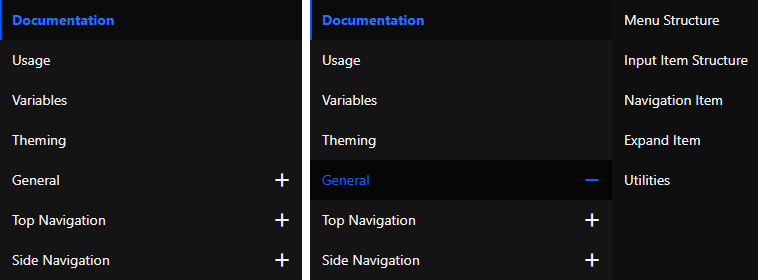 Documentation
Usage
Variables
Theming
General
Top Navigation
Side Navigation
Documentation
Usage
Variables
Theming
General
Top Navigation
Side Navigation
Menu Structure
Input Item Structure
Navigation Item
Expand Item
Utilities